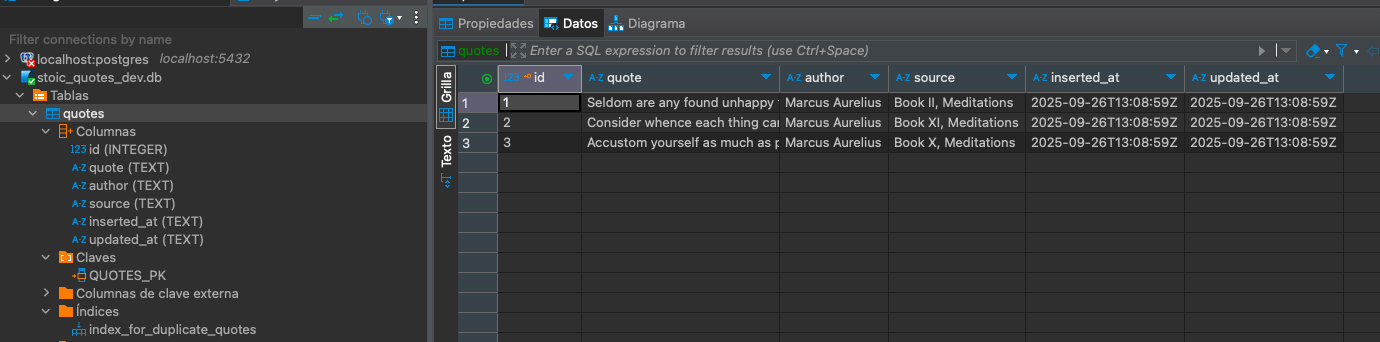 Filter connections by name
localhost:postgres localhost:5432
stoic_quotes_dev.db
Tablas
quotes
Columnas
123 id (INTEGER)
A-Z quote (TEXT)
A-Z author (TEXT)
A-Z source (TEXT)
A-Z inserted_at (TEXT)
A-Z updated_at (TEXT)
Claves
QUOTES_PK
Columnas de clave externa
Índices
index_for_duplicate_quotes
Propiedades Datos Diagrama
quotes Enter a SQL expression to filter results (use Ctrl+Space)
Grilla
Texto
123 id A-Z quote A-Z author A-Z source A-Z inserted_at A-Z updated_at
1 1 Seldom are any found unhappy Marcus Aurelius Book II, Meditations 2025-09-26T13:08:59Z 2025-09-26T13:08:59Z
2 2 Consider whence each thing Marcus Aurelius Book XI, Meditations 2025-09-26T13:08:59Z 2025-09-26T13:08:59Z
3 3 Accustom yourself as much as Marcus Aurelius Book X, Meditations 2025-09-26T13:08:59Z 2025-09-26T13:08:59Z